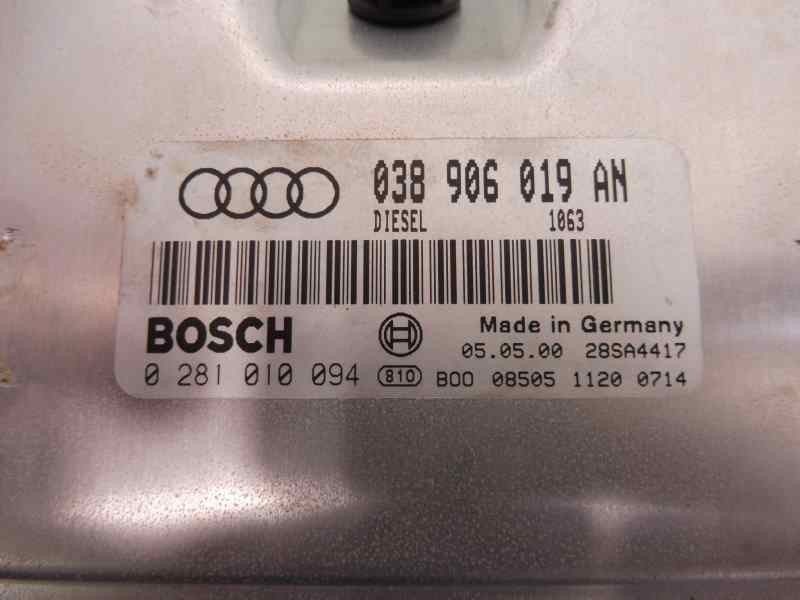 038 906 019 AN
DIESEL 1063
BOSCH Made in Germany
05.05.00 28SA4417
0 281 010 094 810 B00 08505 1120 0714